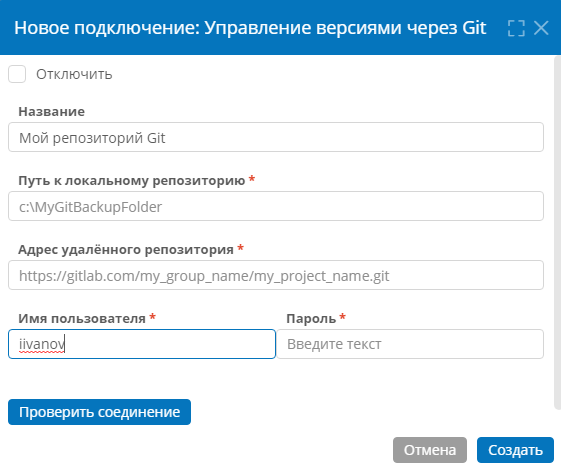 Новое подключение: Управление версиями через Git
Отключить
Название
Мой репозиторий Git
Путь к локальному репозиторию *
c:\MyGitBackupFolder
Адрес удалённого репозитория *
https://gitlab.com/my_group_name/my_project_name.git
Имя пользователя * Пароль *
iivanov Введите текст
Проверить соединение
Отмена Создать